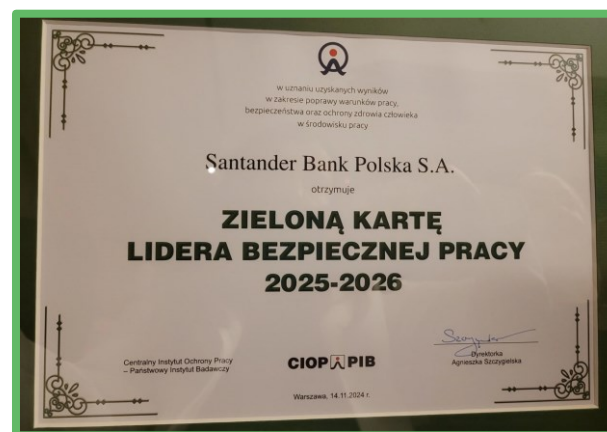 w uznaniu uzyskanych wyników
w zakresie poprawy warunków pracy,
bezpieczeństwa oraz ochrony zdrowia człowieka
w środowisku pracy
Santander Bank Polska S.A.
otrzymuje
ZIELONĄ KARTĘ
LIDERA BEZPIECZNEJ PRACY
2025-2026
Centralny Instytut Ochrony Pracy
– Państwowy Instytut Badawczy
CIOP PIB
Dyrektorka
Agnieszka Szczygielska
Warszawa, 14.11.2024 r.